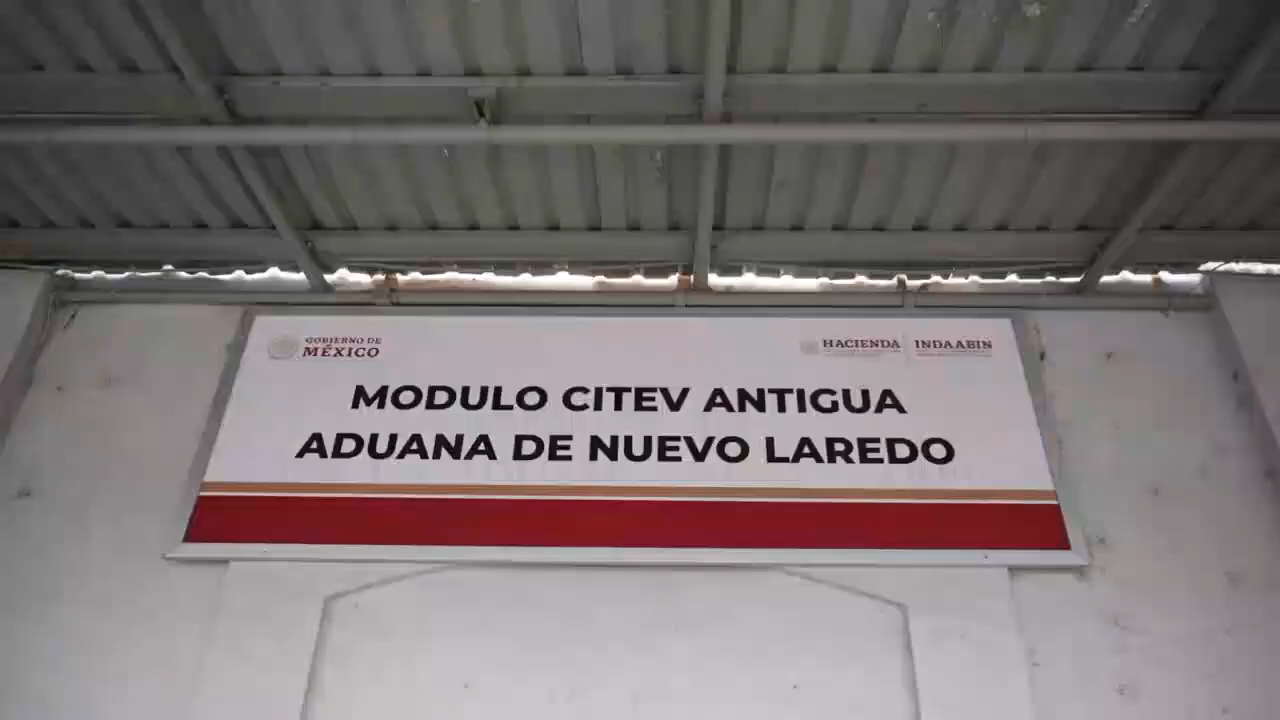 GOBIERNO DE
MÉXICO
HACIENDA
INDAABIN
MODULO CITEV ANTIGUA
ADUANA DE NUEVO LAREDO